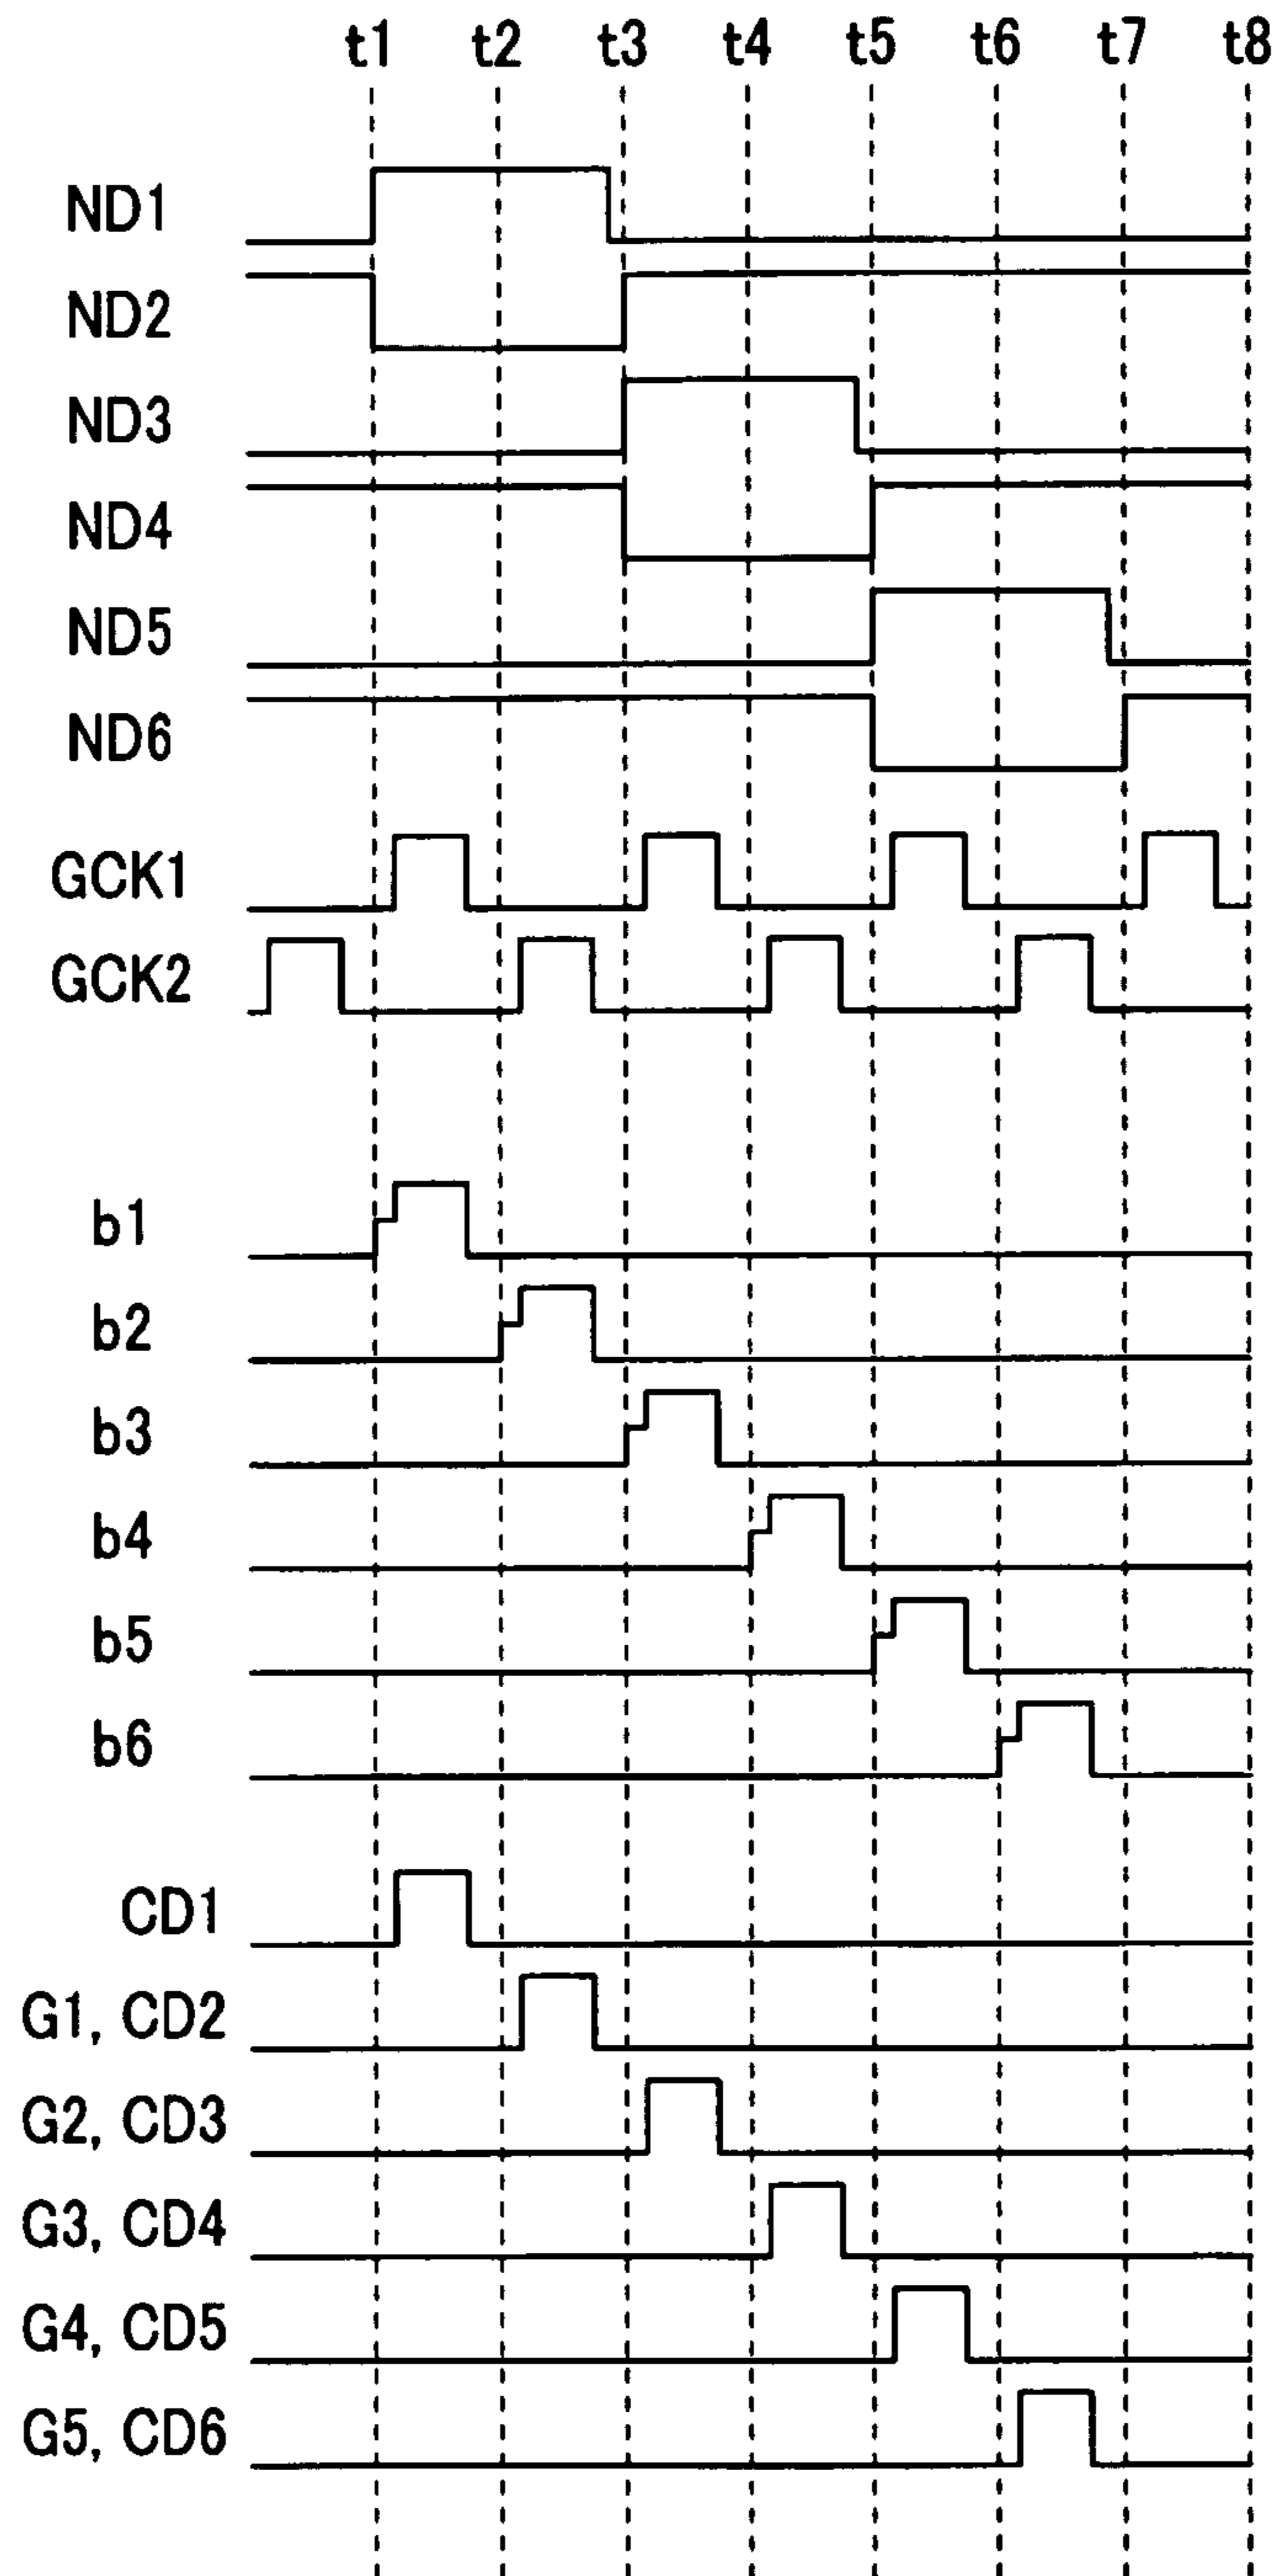 t1 t2 t3 t4 t5 t6 t7 t8
ND1
ND2
ND3
ND4
ND5
ND6
GCK1
GCK2
b1
b2
b3
b4
b5
b6
CD1
G1, CD2
G2, CD3
G3, CD4
G4, CD5
G5, CD6